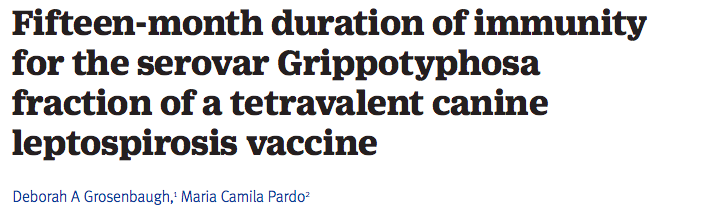 Fifteen-month duration of immunity
for the serovar Grippotyphosa
fraction of a tetravalent canine
leptospirosis vaccine
Deborah A Grosenbaugh,¹ Maria Camila Pardo²